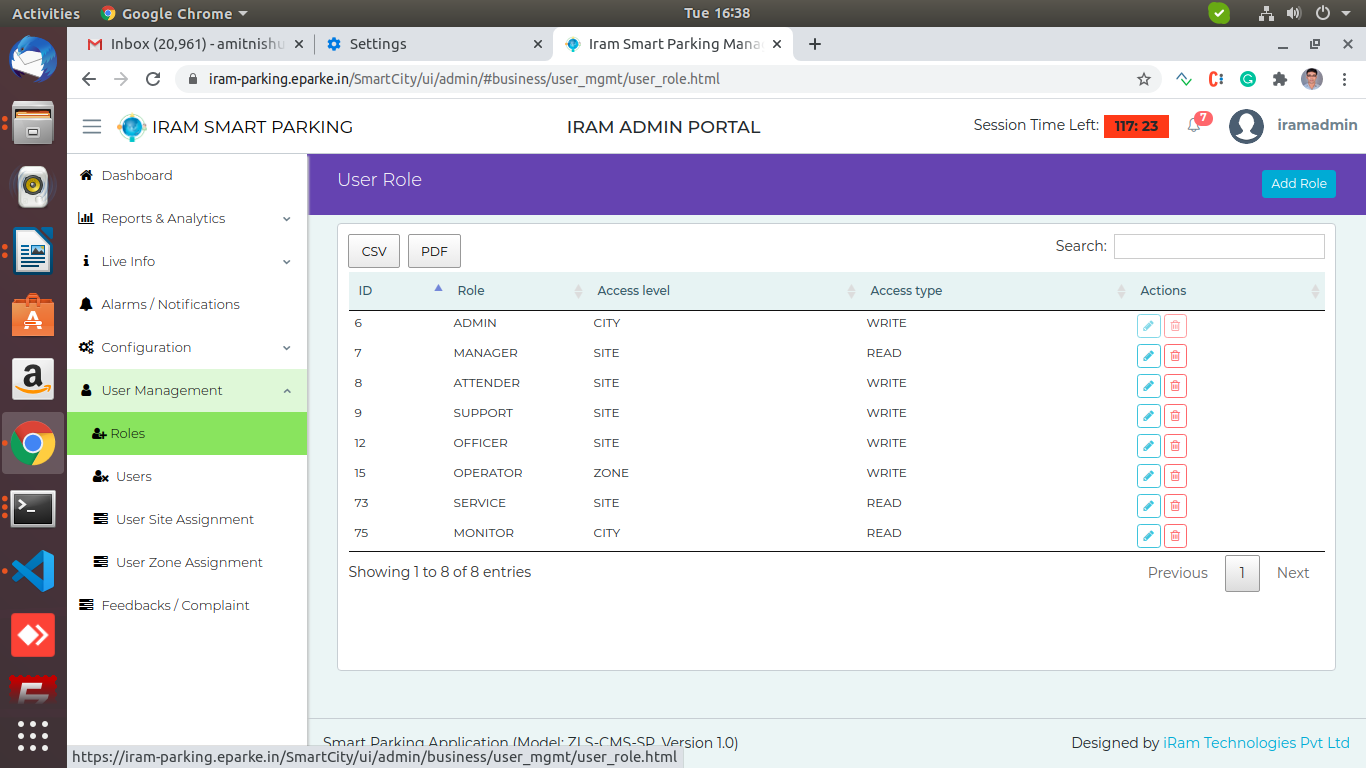 Activities Google Chrome Tue 16:38
Inbox (20,961) - amitnishu Settings Iram Smart Parking Mana
iram-parking.eparke.in/SmartCity/ui/admin/#business/user_mgmt/user_role.html
IRAM SMART PARKING IRAM ADMIN PORTAL Session Time Left: 117: 23 7 iramadmin
Dashboard
Reports & Analytics
Live Info
Alarms / Notifications
Configuration
User Management
Roles
Users
User Site Assignment
User Zone Assignment
Feedbacks / Complaint
User Role Add Role
CSV PDF Search:
ID Role Access level Access type Actions
6 ADMIN CITY WRITE
7 MANAGER SITE READ
8 ATTENDER SITE WRITE
9 SUPPORT SITE WRITE
12 OFFICER SITE WRITE
15 OPERATOR ZONE WRITE
73 SERVICE SITE READ
75 MONITOR CITY READ
Showing 1 to 8 of 8 entries Previous 1 Next
Smart Parking Application (Model: ZLS-CMS-SP, Version 1.0) Designed by iRam Technologies Pvt Ltd
https://iram-parking.eparke.in/SmartCity/ui/admin/business/user_mgmt/user_role.html